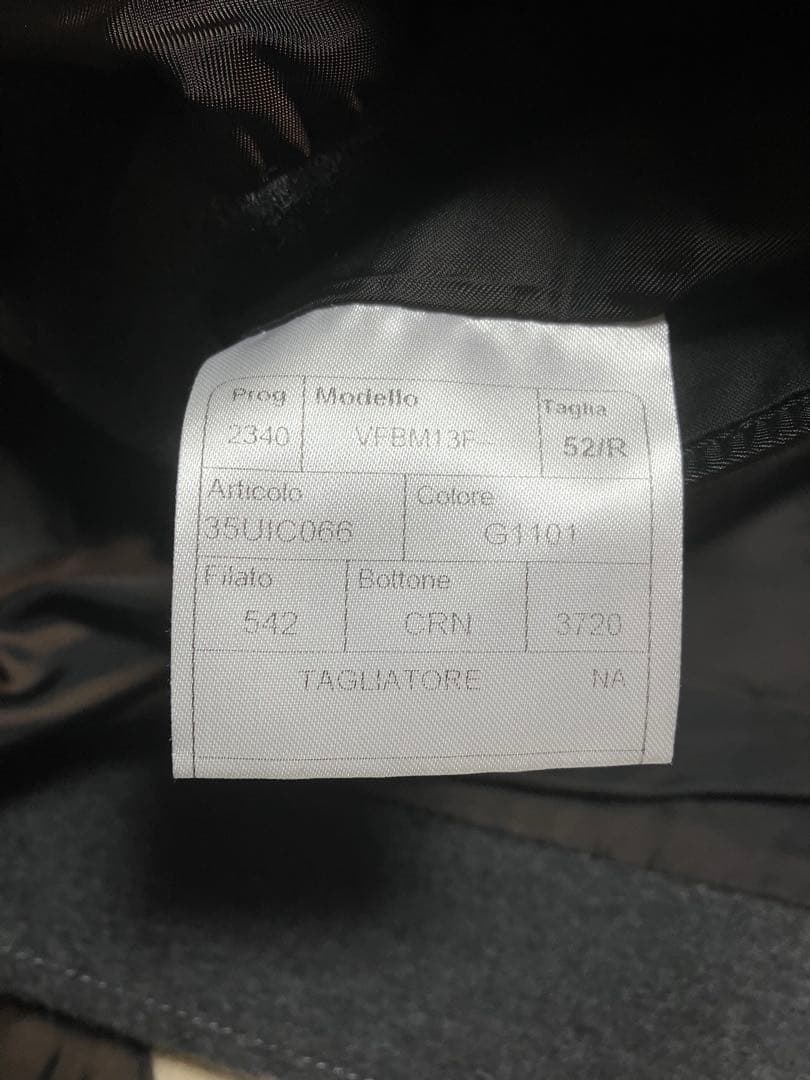 Prog Modello Taglia
2340 VFBM13F 52/R
Articolo Colore
35UIC066 G1101
Filato Bottone
542 CRN 3720
TAGLIATORE NA